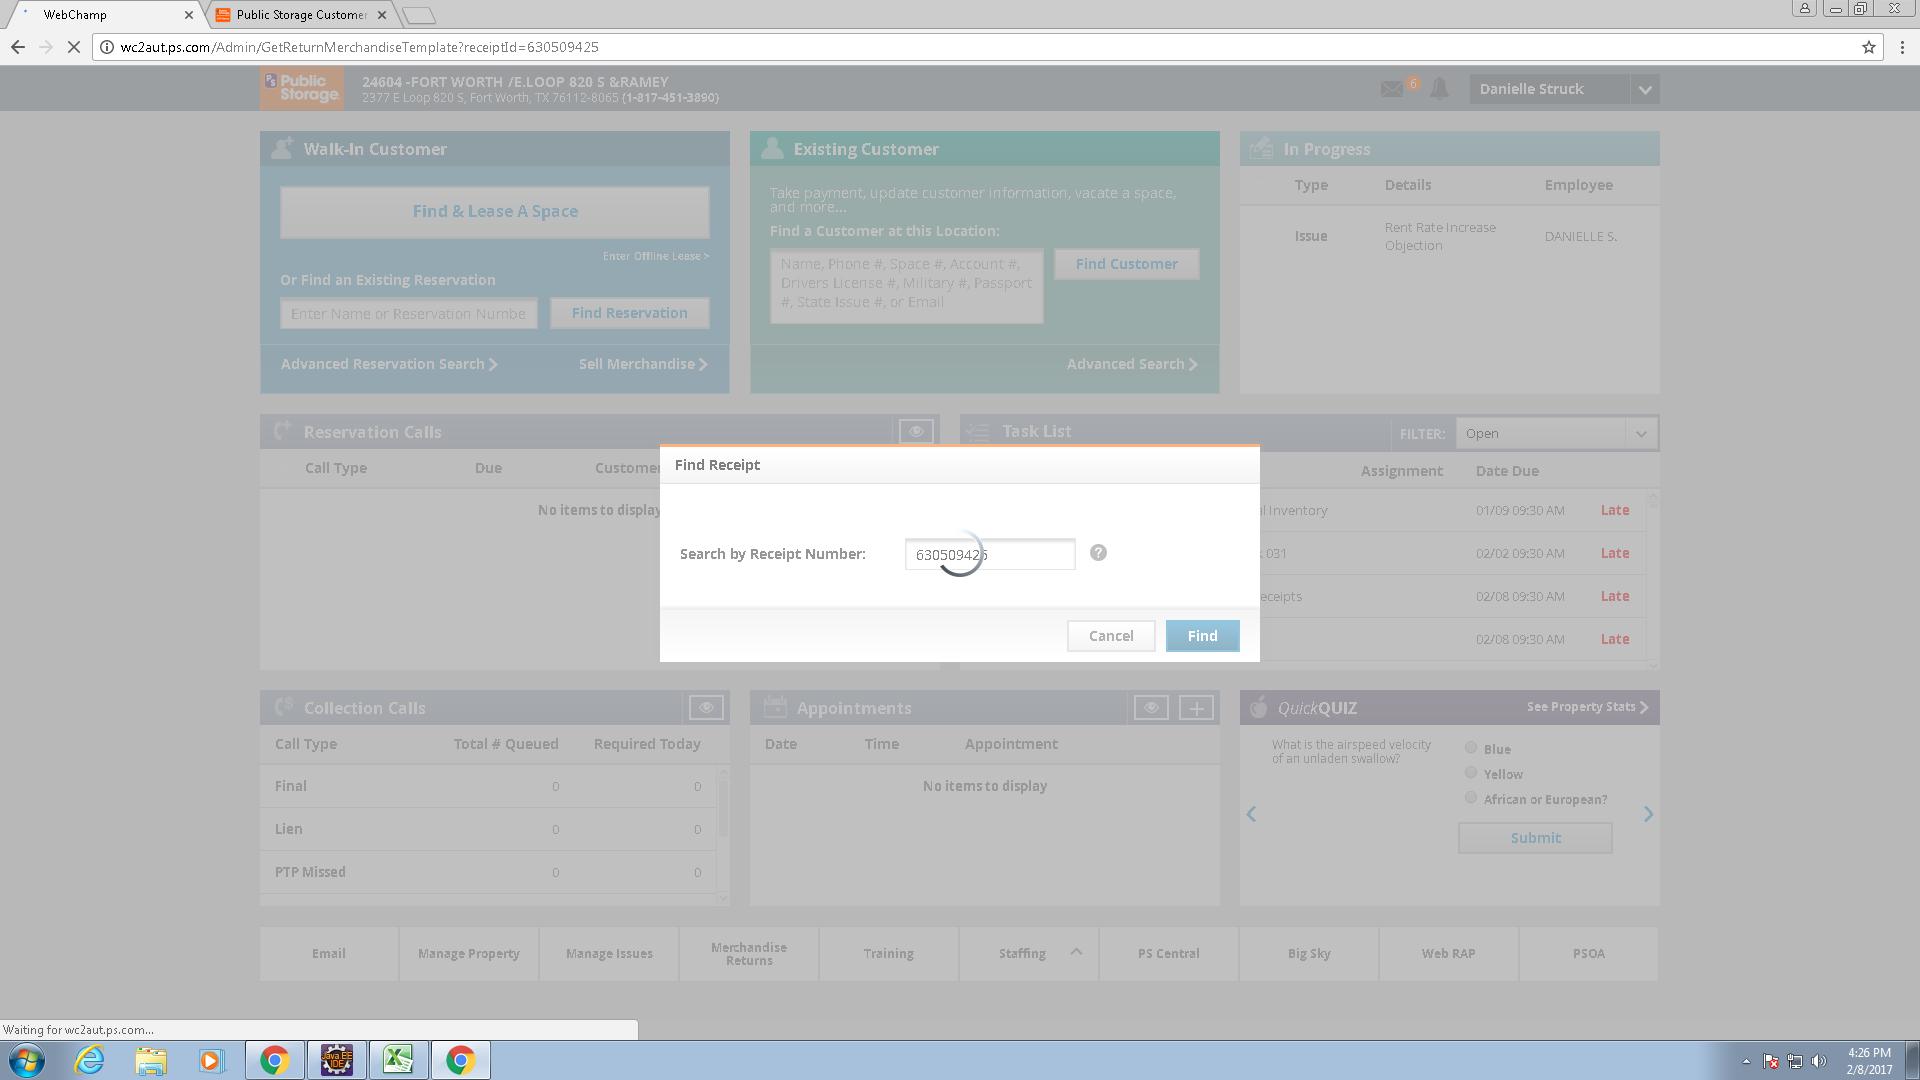 WebChamp
Public Storage Customer
wc2aut.ps.com/Admin/GetReturnMerchandiseTemplate?receiptId=630509425
PS Public
Storage
24604 -FORT WORTH /E.LOOP 820 S &RAMEY
2377 E Loop 820 S, Fort Worth, TX 76112-8065 (1-817-451-3890)
6
Danielle Struck
Walk-In Customer
Find & Lease A Space
Enter Offline Lease >
Or Find an Existing Reservation
Enter Name or Reservation Numbe
Find Reservation
Advanced Reservation Search
Sell Merchandise
Existing Customer
Take payment, update customer information, vacate a space,
and more...
Find a Customer at this Location:
Name, Phone #, Space #, Account #,
Drivers License #, Military #, Passport
#, State Issue #, or Email
Find Customer
Advanced Search
In Progress
Type Details Employee
Issue Rent Rate Increase
Objection DANIELLE S.
Reservation Calls
Call Type Due Custome
No items to display
Task List
FILTER: Open
Assignment Date Due
al Inventory 01/09 09:30 AM Late
031 02/02 09:30 AM Late
eceipts 02/08 09:30 AM Late
02/08 09:30 AM Late
Find Receipt
Search by Receipt Number: 630509425 ?
Cancel Find
Collection Calls
Call Type Total # Queued Required Today
Final 0 0
Lien 0 0
PTP Missed 0 0
Appointments
Date Time Appointment
No items to display
QuickQUIZ
See Property Stats
What is the airspeed velocity
of an unladen swallow?
Blue
Yellow
African or European?
Submit
Email
Manage Property
Manage Issues
Merchandise
Returns
Training
Staffing
PS Central
Big Sky
Web RAP
PSOA
Waiting for wc2aut.ps.com...
Java EE
IDE
4:26 PM
2/8/2017